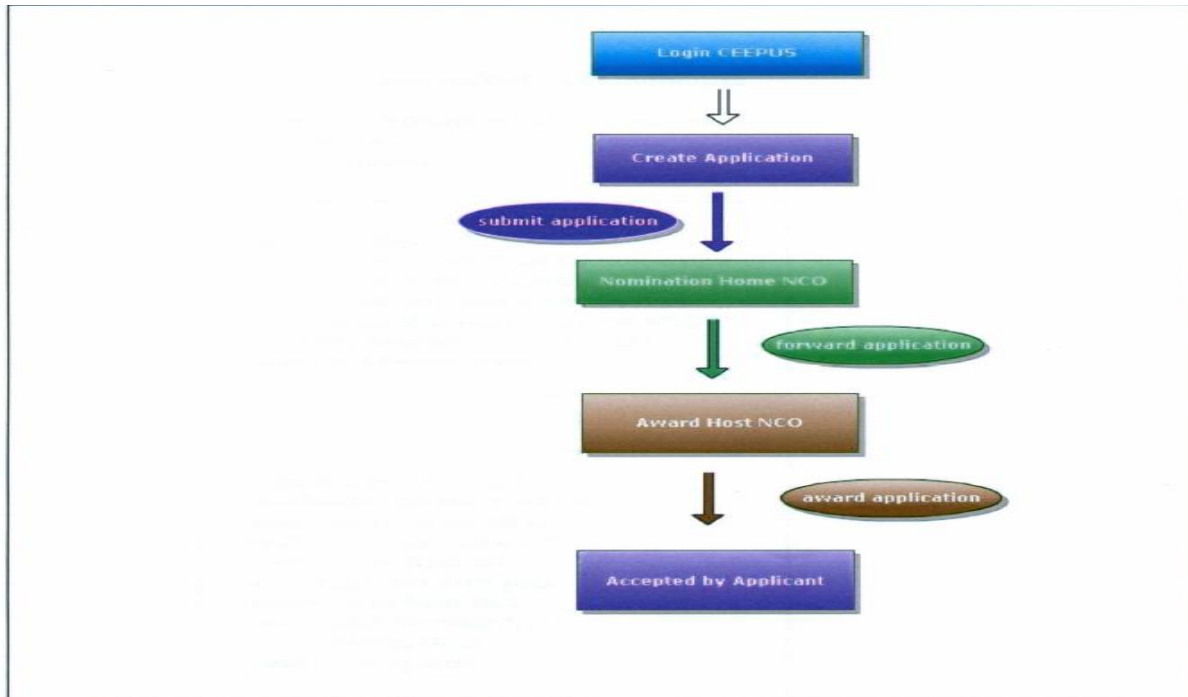 Login CEEPUS
Create Application
submit application
Nomination Home NCO
forward application
Award Host NCO
award application
Accepted by Applicant